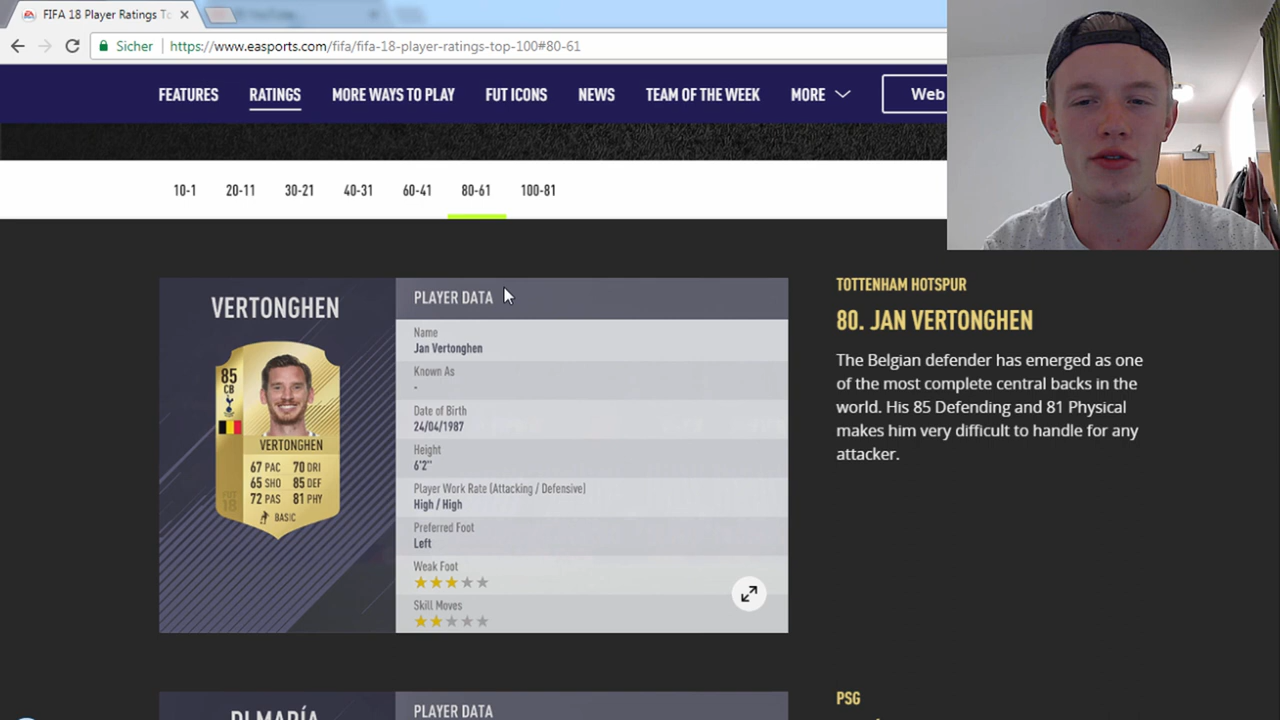 FIFA 18 Player Ratings To
Sicher
https://www.easports.com/fifa/fifa-18-player-ratings-top-100#80-61
FEATURES RATINGS MORE WAYS TO PLAY FUT ICONS NEWS TEAM OF THE WEEK MORE Web
10-1 20-11 30-21 40-31 60-41 80-61 100-81
VERTONGHEN
85
CB
VERTONGHEN
67 PAC 70 DRI
65 SHO 85 DEF
72 PAS 81 PHY
BASIC
FUT
18
PLAYER DATA
Name
Jan Vertonghen
Known As
-
Date of Birth
24/04/1987
Height
6'2"
Player Work Rate (Attacking / Defensive)
High / High
Preferred Foot
Left
Weak Foot
Skill Moves
TOTTENHAM HOTSPUR
80. JAN VERTONGHEN
The Belgian defender has emerged as one
of the most complete central backs in the
world. His 85 Defending and 81 Physical
makes him very difficult to handle for any
attacker.
DI MARÍA
PLAYER DATA
PSG